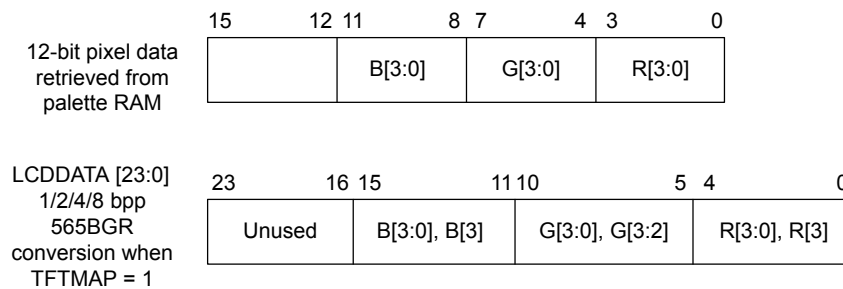 15 12 11 8 7 4 3 0
12-bit pixel data
retrieved from
palette RAM
B[3:0] G[3:0] R[3:0]
LCDDATA [23:0]
1/2/4/8 bpp
565BGR
conversion when
TFTMAP = 1
23 16 15 11 10 5 4 0
Unused B[3:0], B[3] G[3:0], G[3:2] R[3:0], R[3]